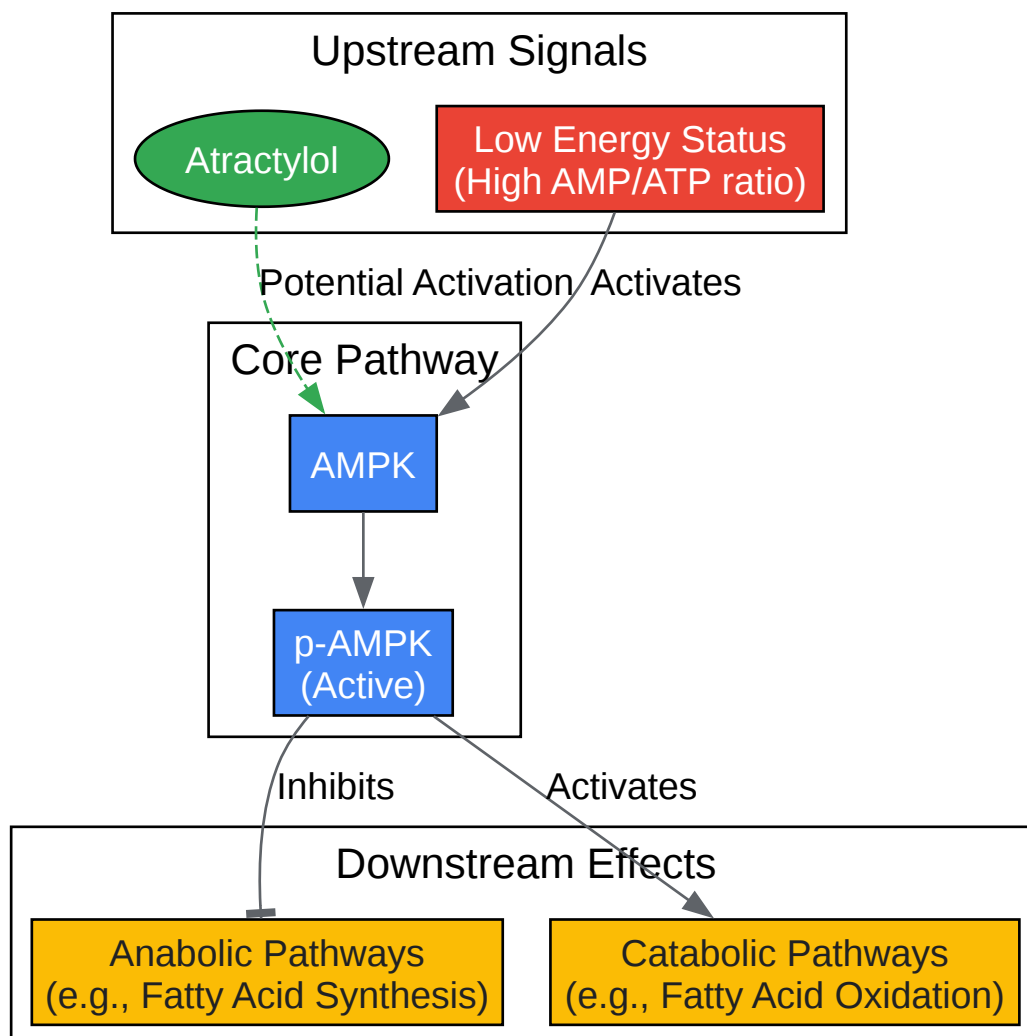 Upstream Signals
Atractylol
Low Energy Status
(High AMP/ATP ratio)
Potential Activation
Activates
Core Pathway
AMPK
p-AMPK
(Active)
Inhibits
Activates
Downstream Effects
Anabolic Pathways
(e.g., Fatty Acid Synthesis)
Catabolic Pathways
(e.g., Fatty Acid Oxidation)